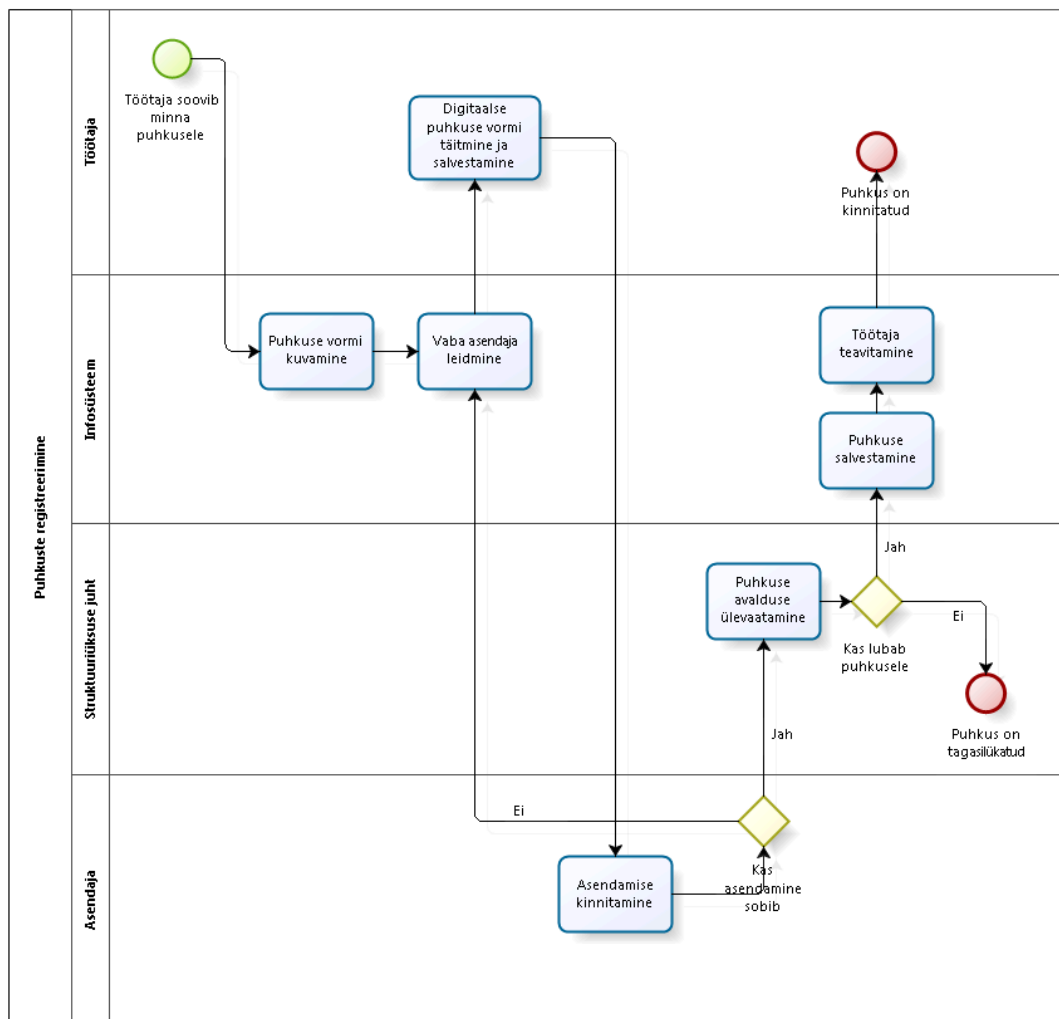 Puhkuste registreerimine
Töötaja
Töötaja soovib
minna
puhkusele
Digitaalse
puhkuse vormi
täitmine ja
salvestamine
Puhkus on
kinnitatud
Infosüsteem
Puhkuse vormi
kuvamine
Vaba asendaja
leidmine
Töötaja
teavitamine
Puhkuse
salvestamine
Struktuuriüksuse juht
Jah
Puhkuse
avalduse
ülevaatamine
Ei
Kas lubab
puhkusele
Puhkus on
tagasilükatud
Jah
Asendaja
Ei
Asendamise
kinnitamine
Kas
asendamine
sobib